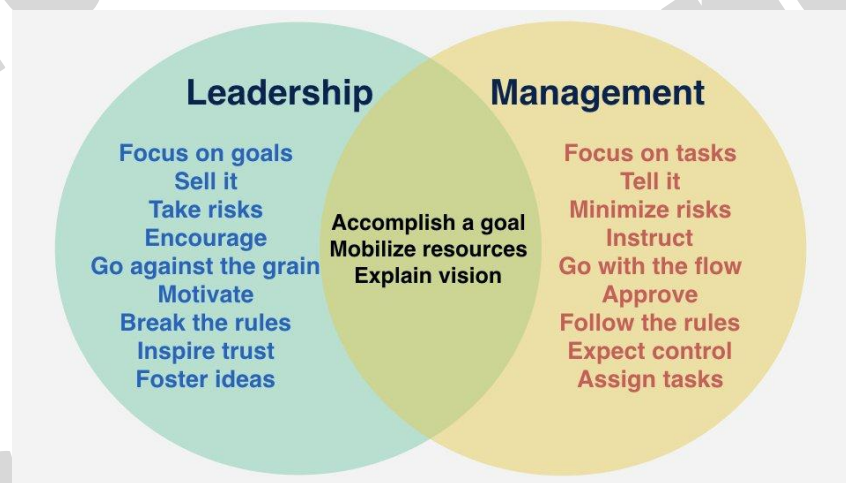 Leadership
Management
Focus on goals
Sell it
Take risks
Encourage
Go against the grain
Motivate
Break the rules
Inspire trust
Foster ideas
Accomplish a goal
Mobilize resources
Explain vision
Focus on tasks
Tell it
Minimize risks
Instruct
Go with the flow
Approve
Follow the rules
Expect control
Assign tasks